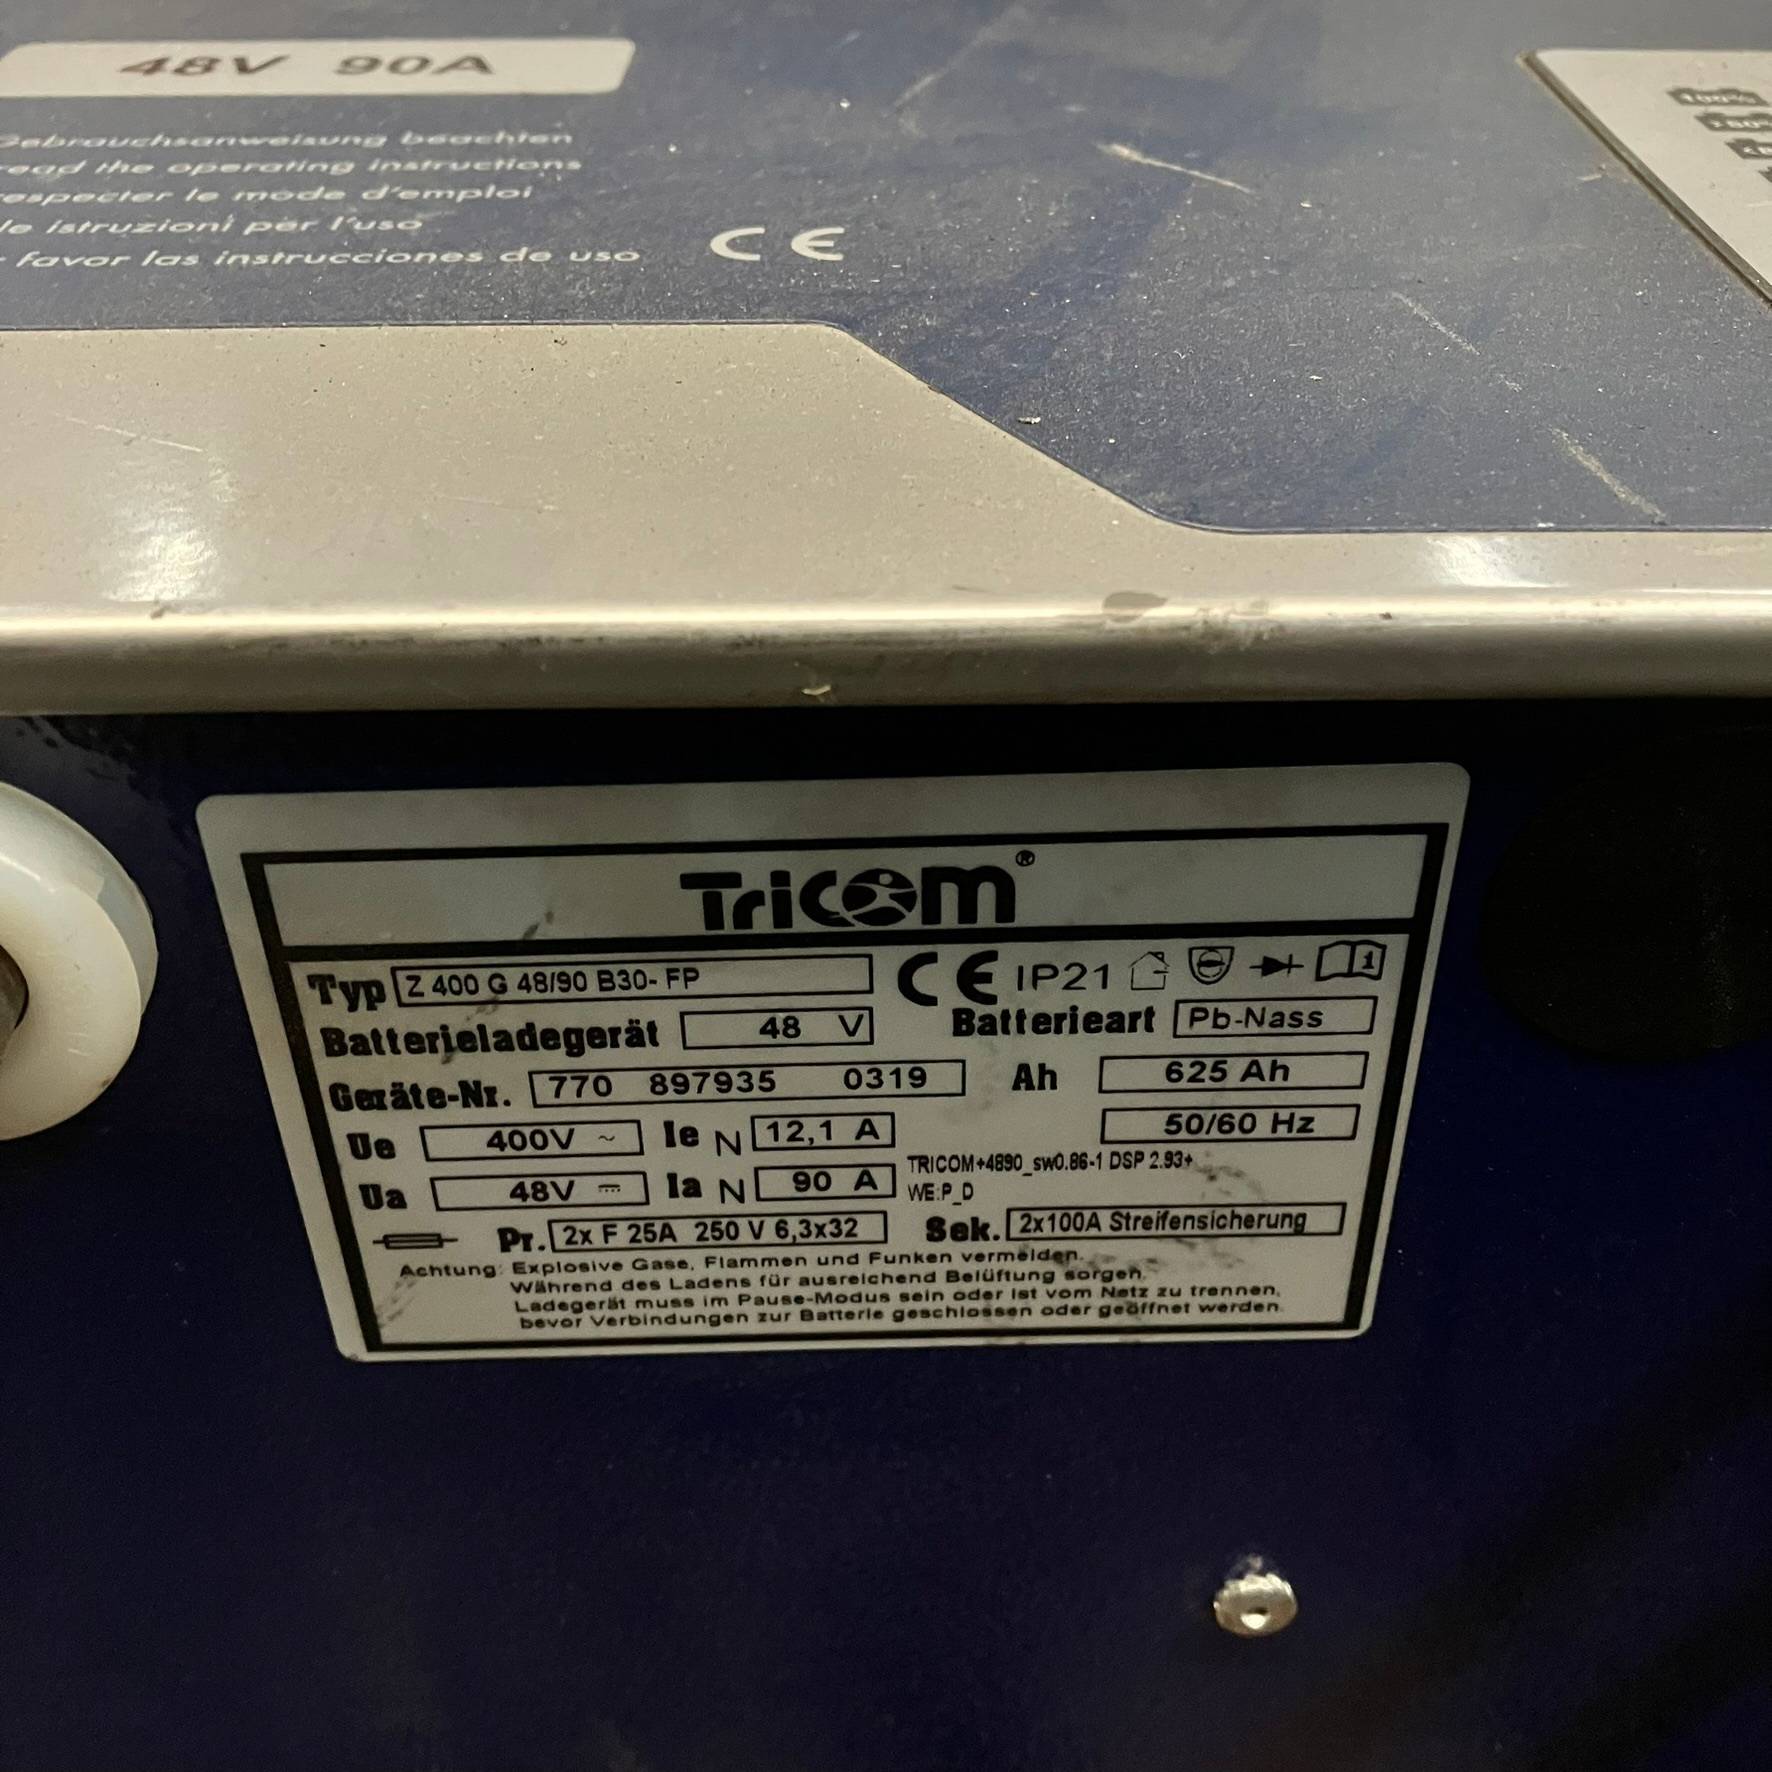 48V 90A
Gebrauchsanweisung beachten
read the operating instructions
respecter le mode d'emploi
le istruzioni per l'uso
favor las instrucciones de uso
CE
100%
Tricom®
Typ Z 400 G 48/90 B30- FP CE IP21
Batterieladegerät 48 V Batterieart Pb-Nass
Geräte-Nr. 770 897935 0319 Ah 625 Ah
Ue 400V ~ Ie N 12,1 A 50/60 Hz
TRICOM+4890_sw0.86-1 DSP 2.93+
Ua 48V ⎓ Ia N 90 A WE:P_D
Pr. 2x F 25A 250 V 6,3x32 Sek. 2x100A Streifensicherung
Achtung: Explosive Gase, Flammen und Funken vermeiden.
Während des Ladens für ausreichend Belüftung sorgen.
Ladegerät muss im Pause-Modus sein oder ist vom Netz zu trennen,
bevor Verbindungen zur Batterie geschlossen oder geöffnet werden.